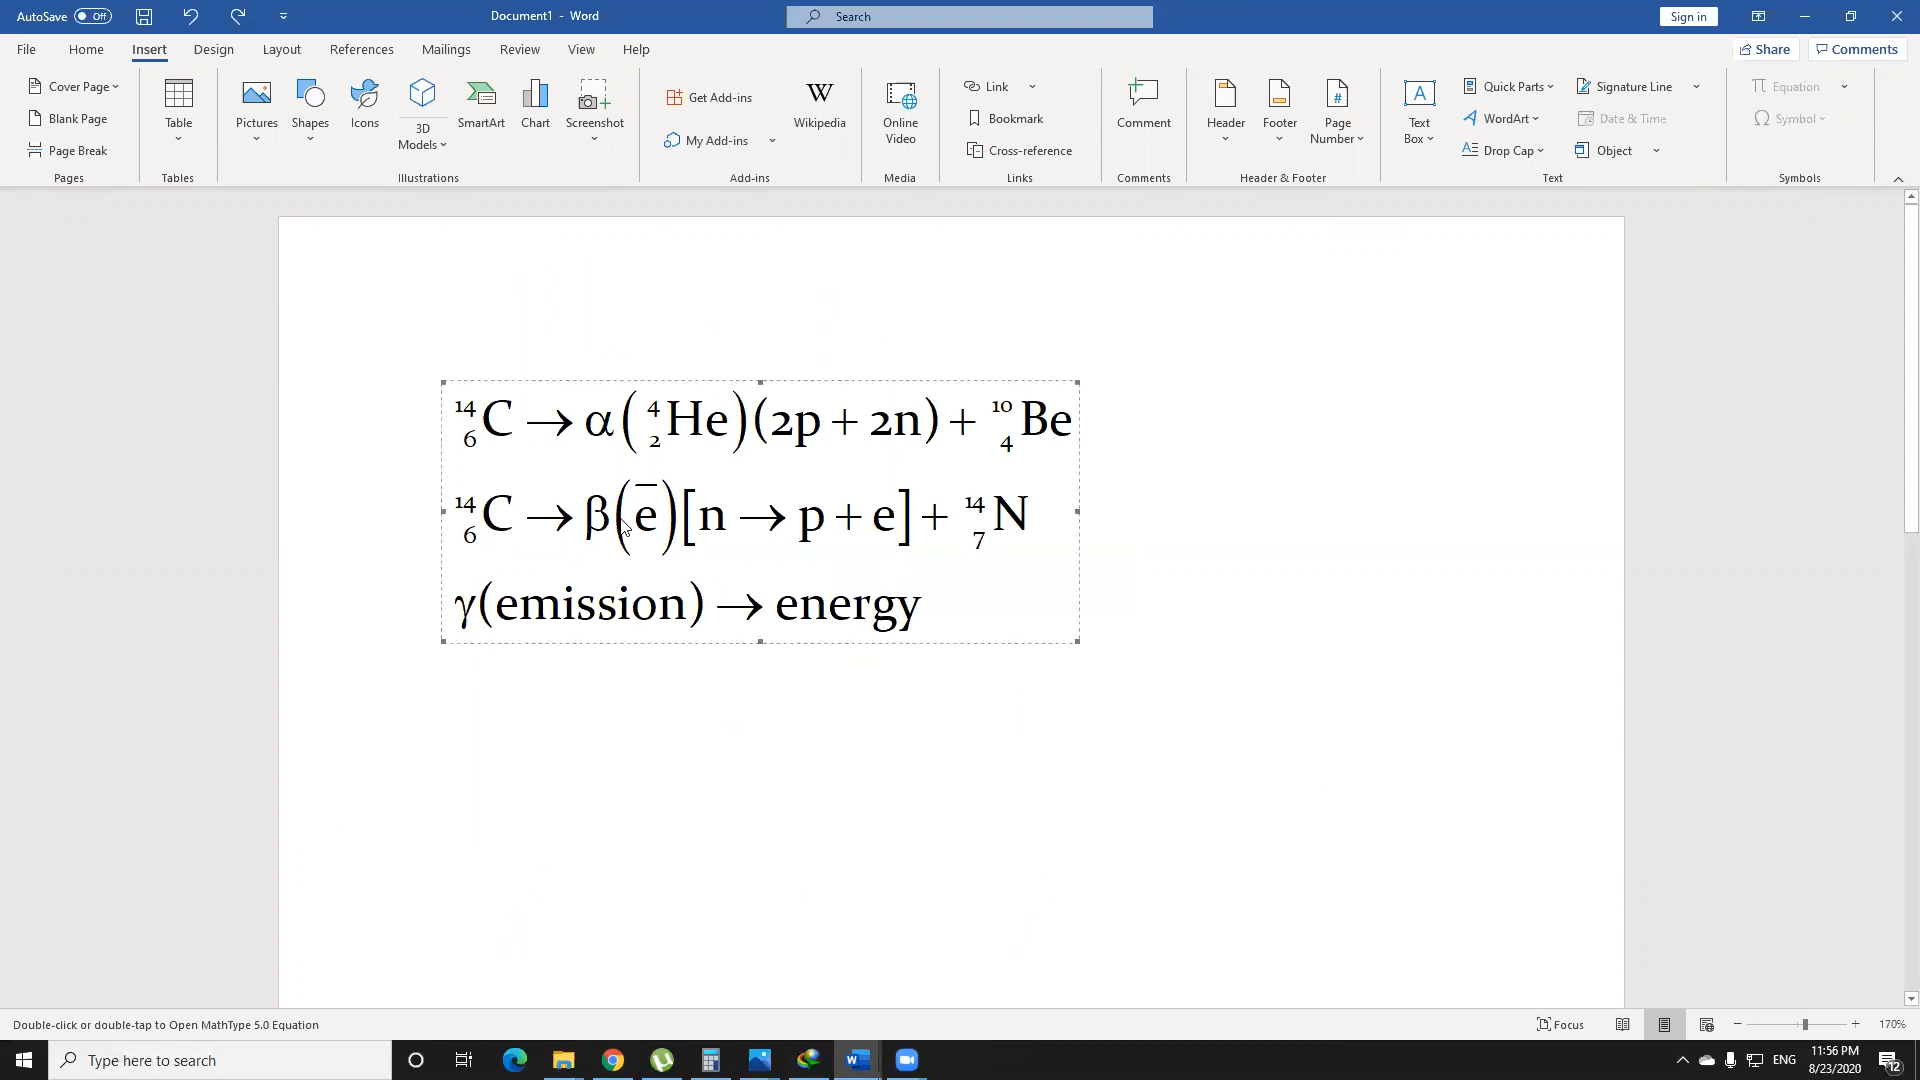 AutoSave Off Document1 - Word Search Sign in
File Home Insert Design Layout References Mailings Review View Help Share Comments
Cover Page
Blank Page
Page Break
Pages
Table
Tables
Pictures Shapes Icons 3D Models SmartArt Chart Screenshot
Illustrations
Get Add-ins
My Add-ins
Wikipedia
Add-ins
Online Video
Media
Link
Bookmark
Cross-reference
Links
Comment
Comments
Header Footer Page Number
Header & Footer
Text Box
Quick Parts
WordArt
Drop Cap
Signature Line
Date & Time
Object
Text
Equation
Symbol
Symbols
¹⁴₆C → α(⁴₂He)(2p + 2n) + ¹⁰₄Be
¹⁴₆C → β(e̅)[n → p + e] + ¹⁴₇N
γ(emission) → energy
Double-click or double-tap to Open MathType 5.0 Equation
Focus 170%
Type here to search
ENG 11:56 PM
8/23/2020
12